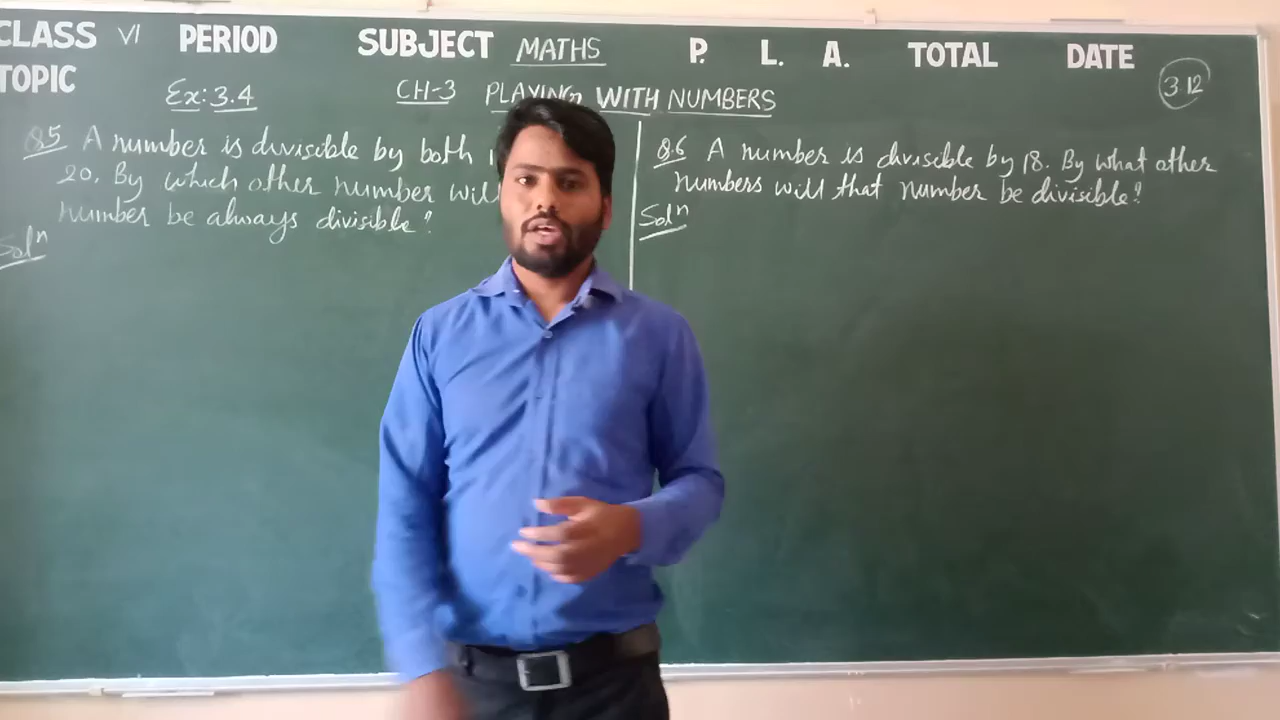 CLASS VI PERIOD SUBJECT MATHS P. L. A. TOTAL DATE
TOPIC Ex: 3.4 CH-3 PLAYING WITH NUMBERS 3.12
Q.5 A number is divisible by both
20. By which other number will
number be always divisible?
Solⁿ
Q.6 A number is divisible by 18. By what other
numbers will that number be divisible?
Solⁿ